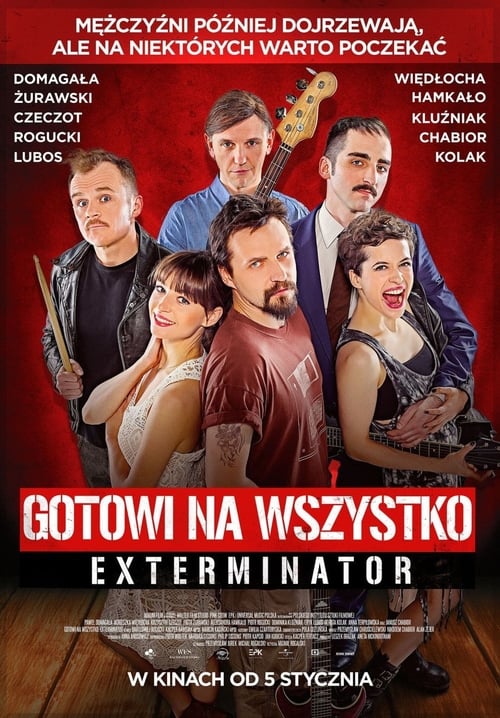 MĘŻCZYŹNI PÓŹNIEJ DOJRZEWAJĄ,
ALE NA NIEKTÓRYCH WARTO POCZEKAĆ
DOMAGAŁA
ŻURAWSKI
CZECZOT
ROGUCKI
LUBOS
WIĘDŁOCHA
HAMKAŁO
KLUŹNIAK
CHABIOR
KOLAK
GOTOWI NA WSZYSTKO
EXTERMINATOR
W KINACH OD 5 STYCZNIA